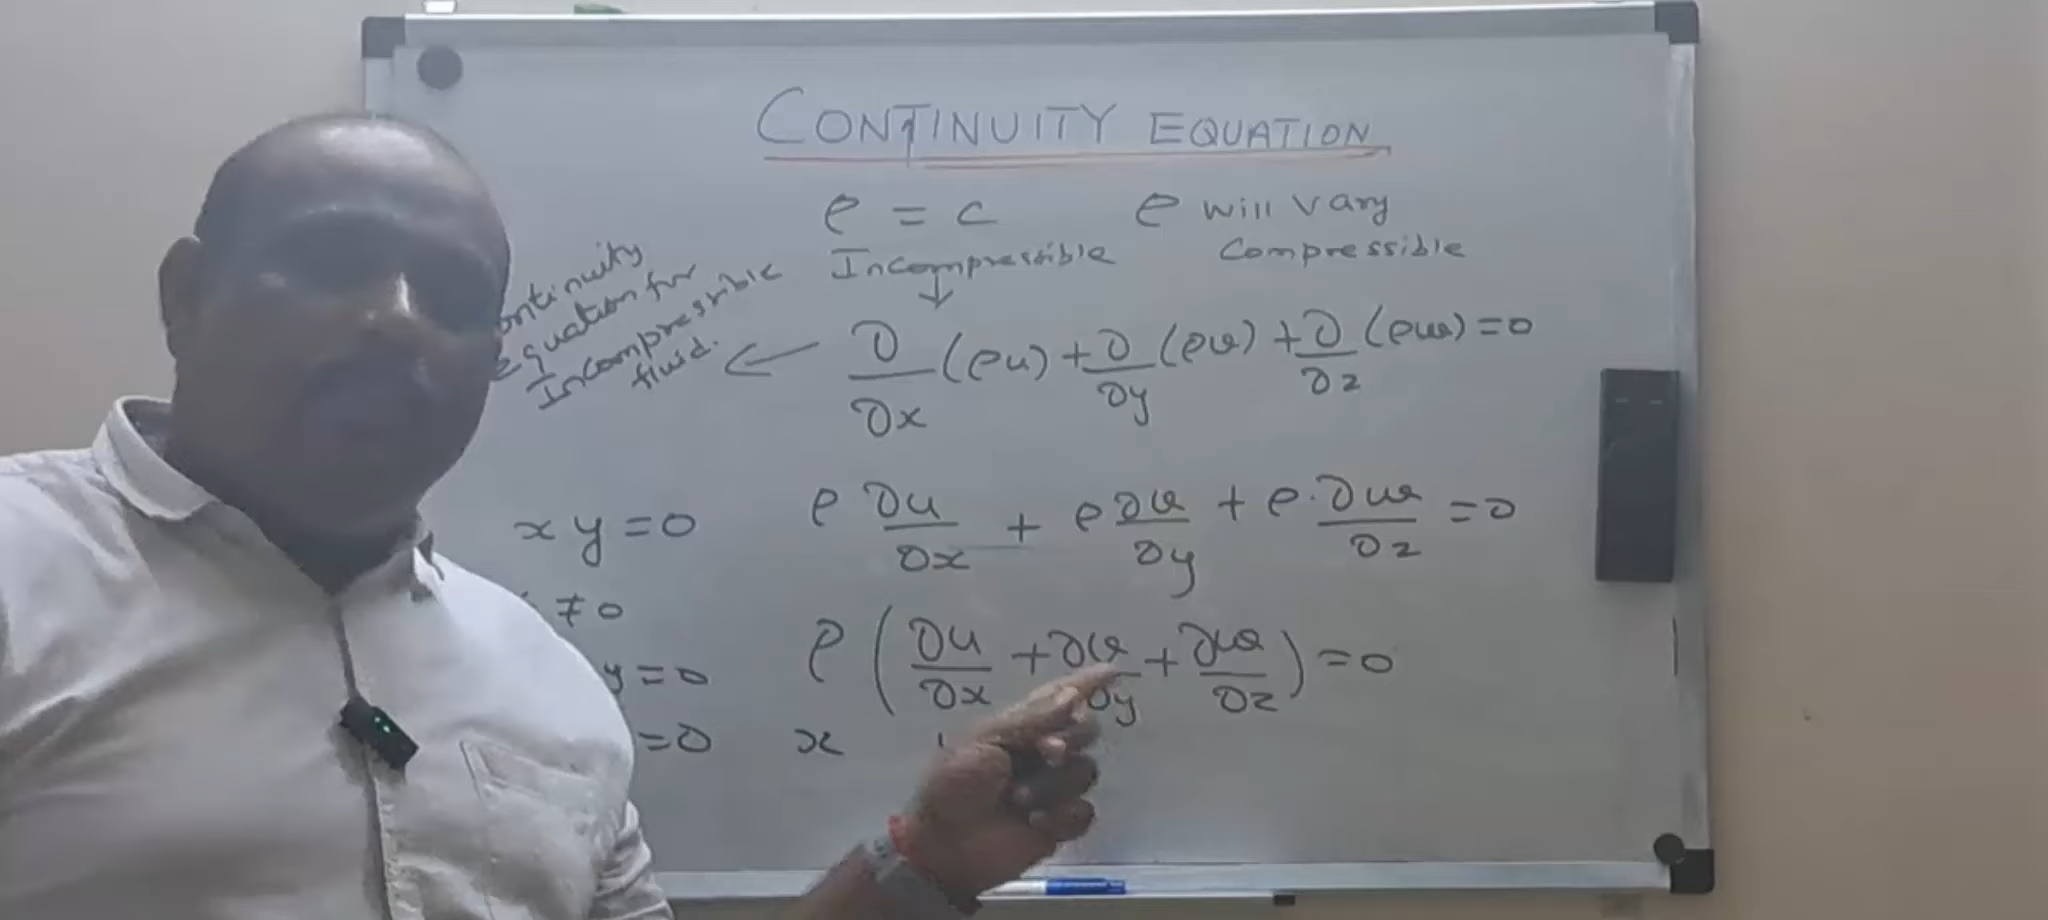 CONTINUITY EQUATION
ρ = c ρ will vary
Incompressible Compressible
↓
ontinuity
equation for
Incompressible
fluid.
← ∂/∂x (ρu) + ∂/∂y (ρv) + ∂/∂z (ρw) = 0
xy = 0 ρ ∂u/∂x + ρ ∂v/∂y + ρ · ∂w/∂z = 0
≠ 0
y = 0 ρ (∂u/∂x + ∂v/∂y + ∂w/∂z) = 0
= 0 x